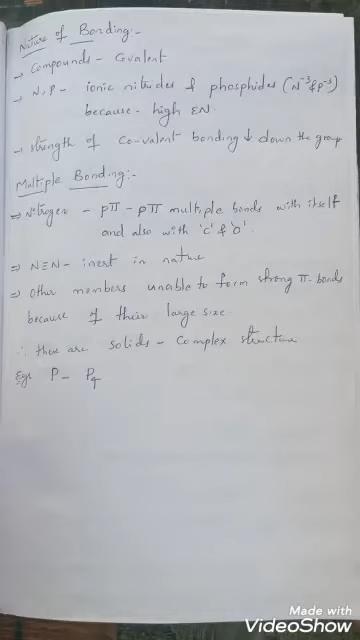 Nature of Bonding:-
→ Compounds - Covalent
→ N, P - ionic nitrides & phosphides (N⁻³ & P⁻³)
because - high EN.
→ strength of co-valent bonding ↓ down the group
Multiple Bonding:-
⇒ Nitrogen - pπ - pπ multiple bonds with itself
and also with 'c' & 'o'.
⇒ N≡N - inert in nature
⇒ Other members unable to form strong π-bonds
because of their large size.
∴ there are solids - complex structure
Eg:- P - P₄
Made with
VideoShow